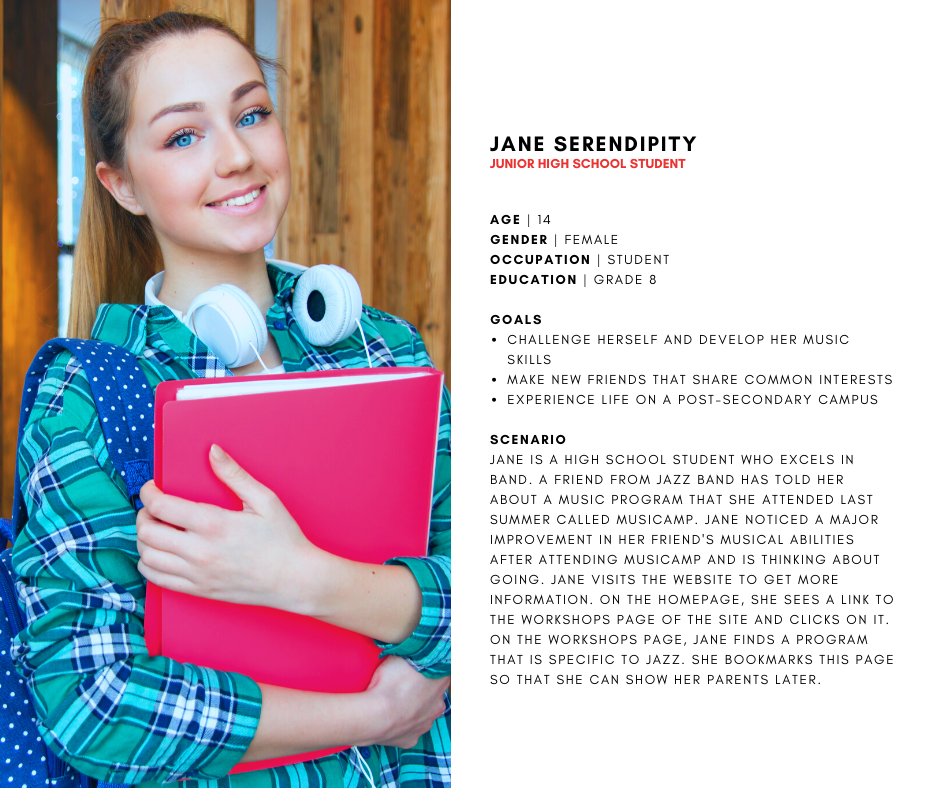 JANE SERENDIPITY
JUNIOR HIGH SCHOOL STUDENT
AGE | 14
GENDER | FEMALE
OCCUPATION | STUDENT
EDUCATION | GRADE 8
GOALS
• CHALLENGE HERSELF AND DEVELOP HER MUSIC
SKILLS
• MAKE NEW FRIENDS THAT SHARE COMMON INTERESTS
• EXPERIENCE LIFE ON A POST-SECONDARY CAMPUS
SCENARIO
JANE IS A HIGH SCHOOL STUDENT WHO EXCELS IN
BAND. A FRIEND FROM JAZZ BAND HAS TOLD HER
ABOUT A MUSIC PROGRAM THAT SHE ATTENDED LAST
SUMMER CALLED MUSICAMP. JANE NOTICED A MAJOR
IMPROVEMENT IN HER FRIEND'S MUSICAL ABILITIES
AFTER ATTENDING MUSICAMP AND IS THINKING ABOUT
GOING. JANE VISITS THE WEBSITE TO GET MORE
INFORMATION. ON THE HOMEPAGE, SHE SEES A LINK TO
THE WORKSHOPS PAGE OF THE SITE AND CLICKS ON IT.
ON THE WORKSHOPS PAGE, JANE FINDS A PROGRAM
THAT IS SPECIFIC TO JAZZ. SHE BOOKMARKS THIS PAGE
SO THAT SHE CAN SHOW HER PARENTS LATER.